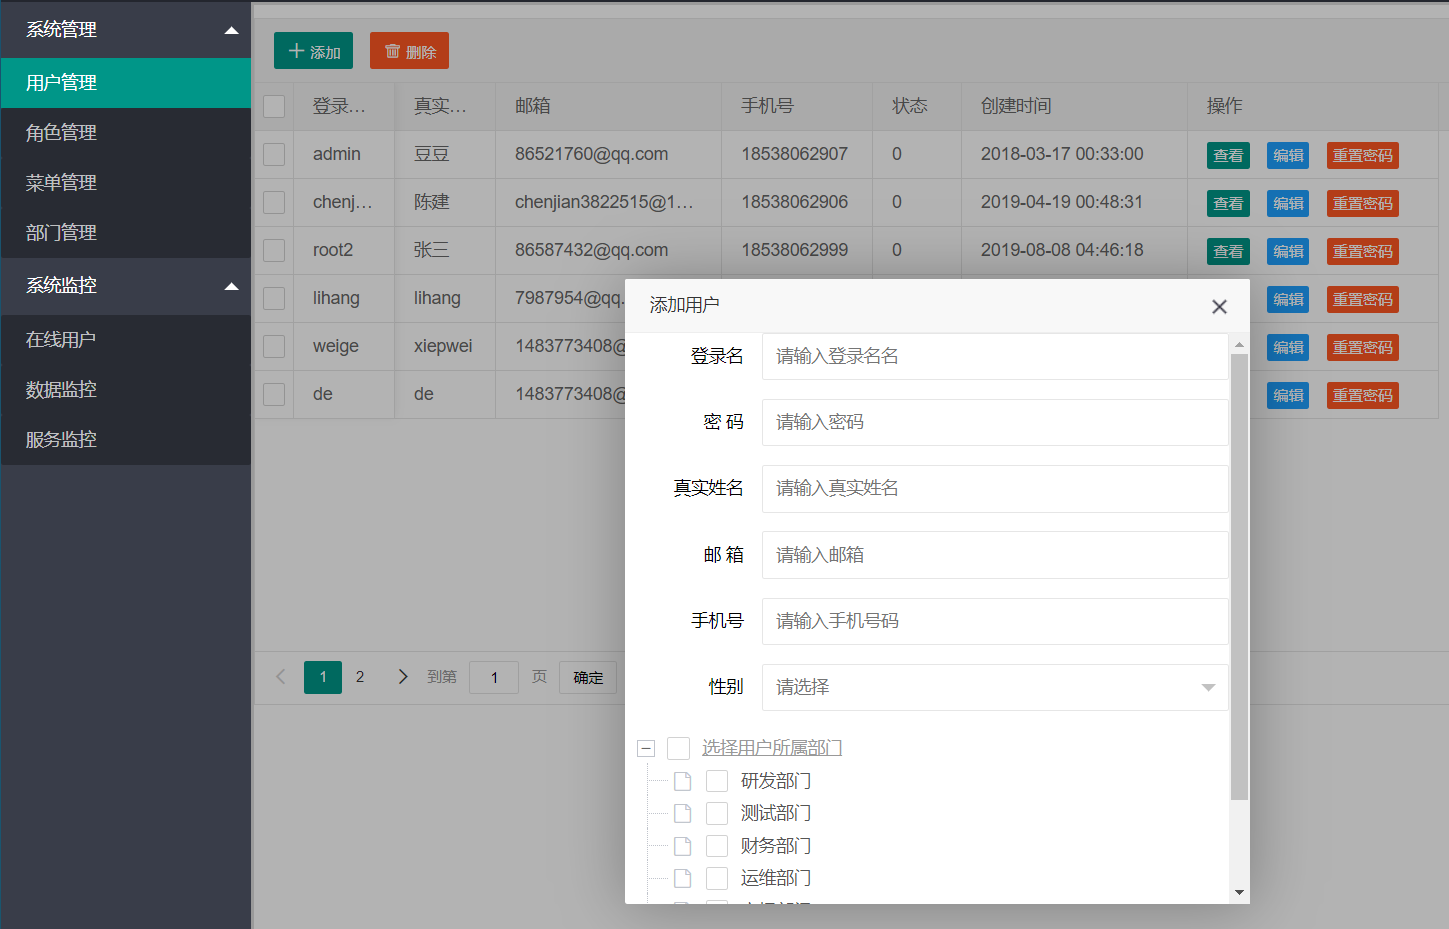 系统管理
用户管理
角色管理
菜单管理
部门管理
系统监控
在线用户
数据监控
服务监控
添加 删除
登录... 真实... 邮箱 手机号 状态 创建时间 操作
admin 豆豆 86521760@qq.com 18538062907 0 2018-03-17 00:33:00 查看 编辑 重置密码
chenj... 陈建 chenjian3822515@1... 18538062906 0 2019-04-19 00:48:31 查看 编辑 重置密码
root2 张三 86587432@qq.com 18538062999 0 2019-08-08 04:46:18 查看 编辑 重置密码
lihang lihang 7987954@qq. 编辑 重置密码
weige xiepwei 1483773408@ 编辑 重置密码
de de 1483773408@ 编辑 重置密码
1 2 到第 1 页 确定
添加用户
登录名 请输入登录名名
密 码 请输入密码
真实姓名 请输入真实姓名
邮 箱 请输入邮箱
手机号 请输入手机号码
性别 请选择
选择用户所属部门
研发部门
测试部门
财务部门
运维部门